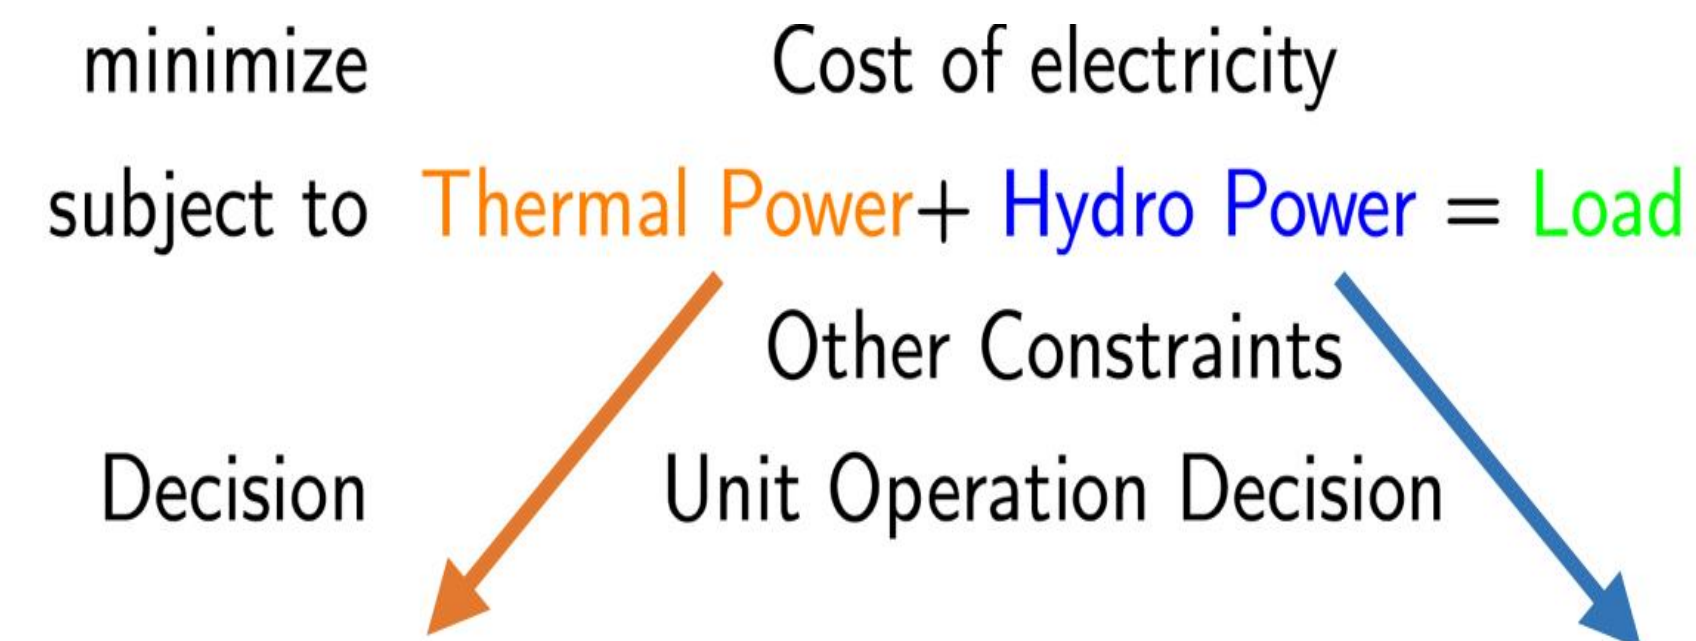 minimize Cost of electricity
subject to Thermal Power+ Hydro Power = Load
Other Constraints
Decision Unit Operation Decision